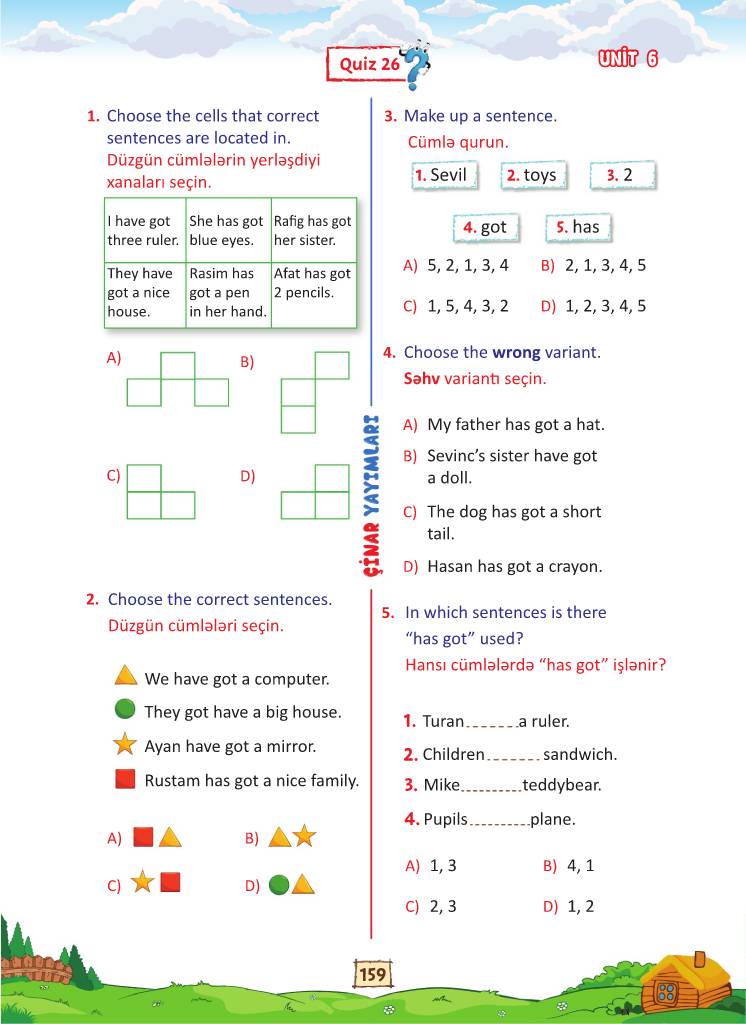 Quiz 26
UNİT 6
1. Choose the cells that correct
sentences are located in.
Düzgün cümlələrin yerləşdiyi
xanaları seçin.
I have got
three ruler.
She has got
blue eyes.
Rafig has got
her sister.
They have
got a nice
house.
Rasim has
got a pen
in her hand.
Afat has got
2 pencils.
A)
B)
C)
D)
2. Choose the correct sentences.
Düzgün cümlələri seçin.
We have got a computer.
They got have a big house.
Ayan have got a mirror.
Rustam has got a nice family.
A)
B)
C)
D)
ÇİNAR YAYIMLARI
3. Make up a sentence.
Cümlə qurun.
1. Sevil
2. toys
3. 2
4. got
5. has
A) 5, 2, 1, 3, 4
B) 2, 1, 3, 4, 5
C) 1, 5, 4, 3, 2
D) 1, 2, 3, 4, 5
4. Choose the wrong variant.
Səhv variantı seçin.
A) My father has got a hat.
B) Sevinc’s sister have got
a doll.
C) The dog has got a short
tail.
D) Hasan has got a crayon.
5. In which sentences is there
“has got” used?
Hansı cümlələrdə “has got” işlənir?
1. Turan_______a ruler.
2. Children_______ sandwich.
3. Mike_________teddybear.
4. Pupils_________plane.
A) 1, 3
B) 4, 1
C) 2, 3
D) 1, 2
159